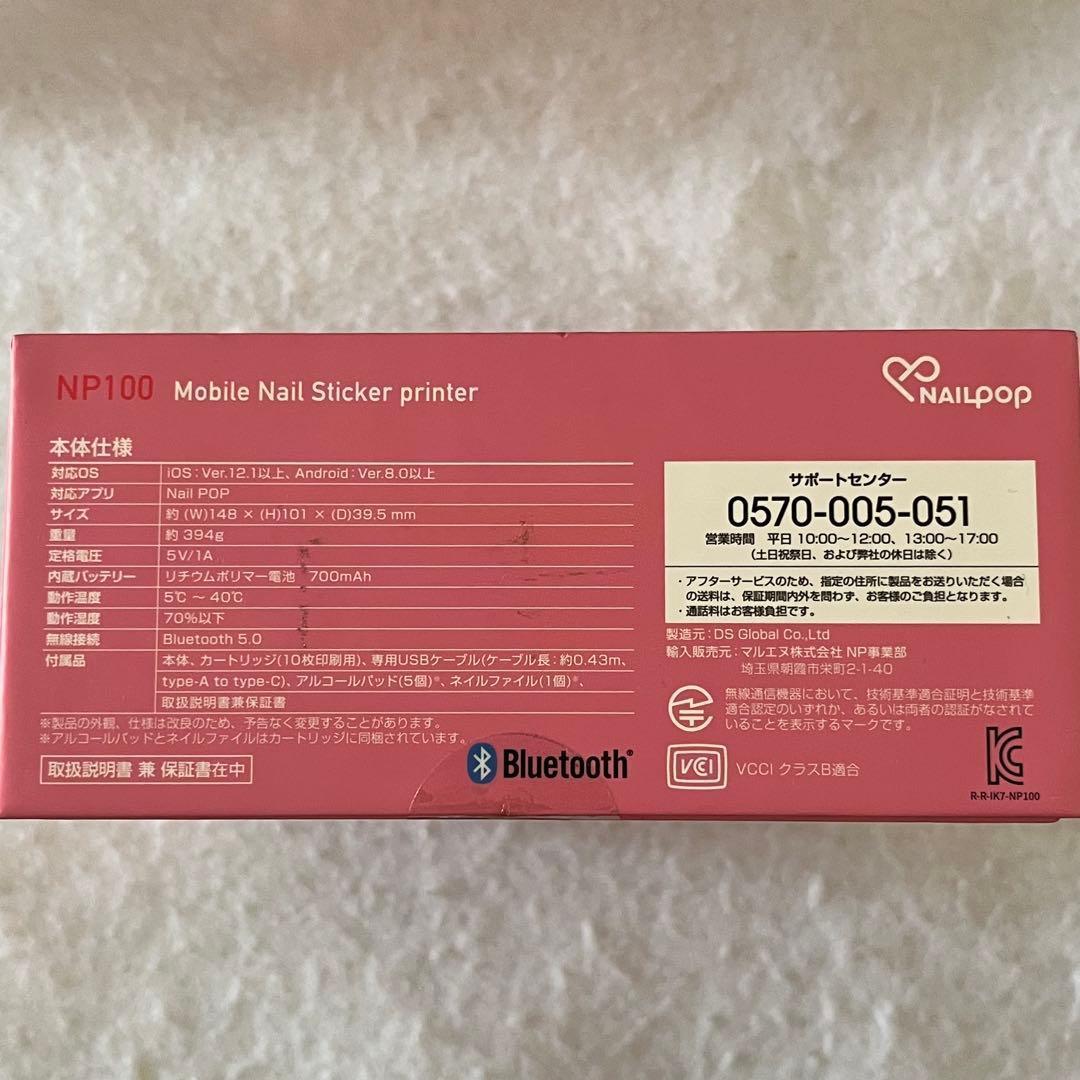 NP100 Mobile Nail Sticker printer
NAILPOP
本体仕様
対応OS iOS:Ver.12.1以上、Android:Ver.8.0以上
対応アプリ Nail POP
サイズ 約 (W)148 × (H)101 × (D)39.5 mm
重量 約 394g
定格電圧 5V/1A
内蔵バッテリー リチウムポリマー電池 700mAh
動作温度 5℃ ～ 40℃
動作湿度 70%以下
無線接続 Bluetooth 5.0
付属品 本体、カートリッジ(10枚印刷用)、専用USBケーブル(ケーブル長:約0.43m、
type-A to type-C)、アルコールパッド(5個)※、ネイルファイル(1個)※、
取扱説明書兼保証書
※製品の外観、仕様は改良のため、予告なく変更することがあります。
※アルコールパッドとネイルファイルはカートリッジに同梱されています。
取扱説明書 兼 保証書在中
Bluetooth®
サポートセンター
0570-005-051
営業時間 平日 10:00～12:00、13:00～17:00
(土日祝祭日、および弊社の休日は除く)
・アフターサービスのため、指定の住所に製品をお送りいただく場合
の送料は、保証期間内外を問わず、お客様のご負担となります。
・通話料はお客様負担です。
製造元:DS Global Co.,Ltd
輸入販売元:マルエヌ株式会社 NP事業部
埼玉県朝霞市栄町2-1-40
無線通信機器において、技術基準適合証明と技術基準
適合認定のいずれか、あるいは両者の認証がなされて
いることを表示するマークです。
VCCI VCCI クラスB適合
R-R-IK7-NP100